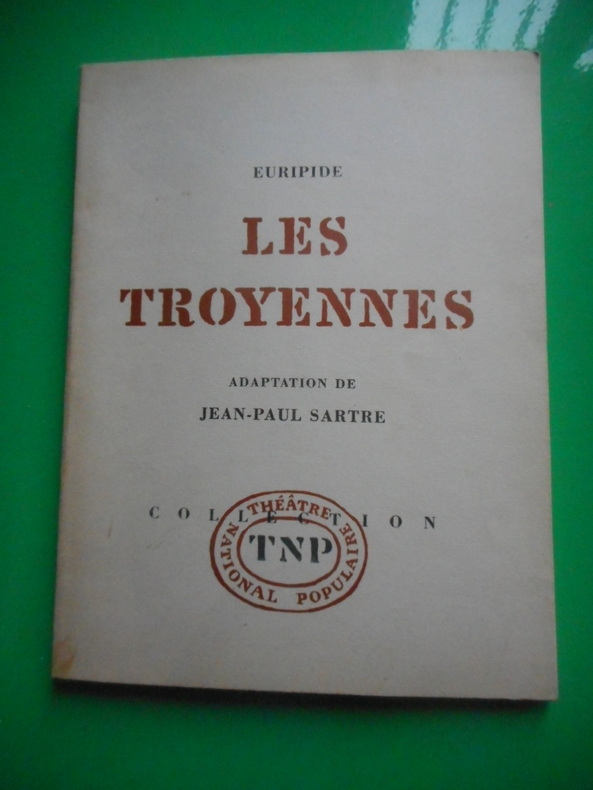 EURIPIDE
LES
TROYENNES
ADAPTATION DE
JEAN-PAUL SARTRE
COLLECTION
THÉÂTRE
NATIONAL POPULAIRE
TNP